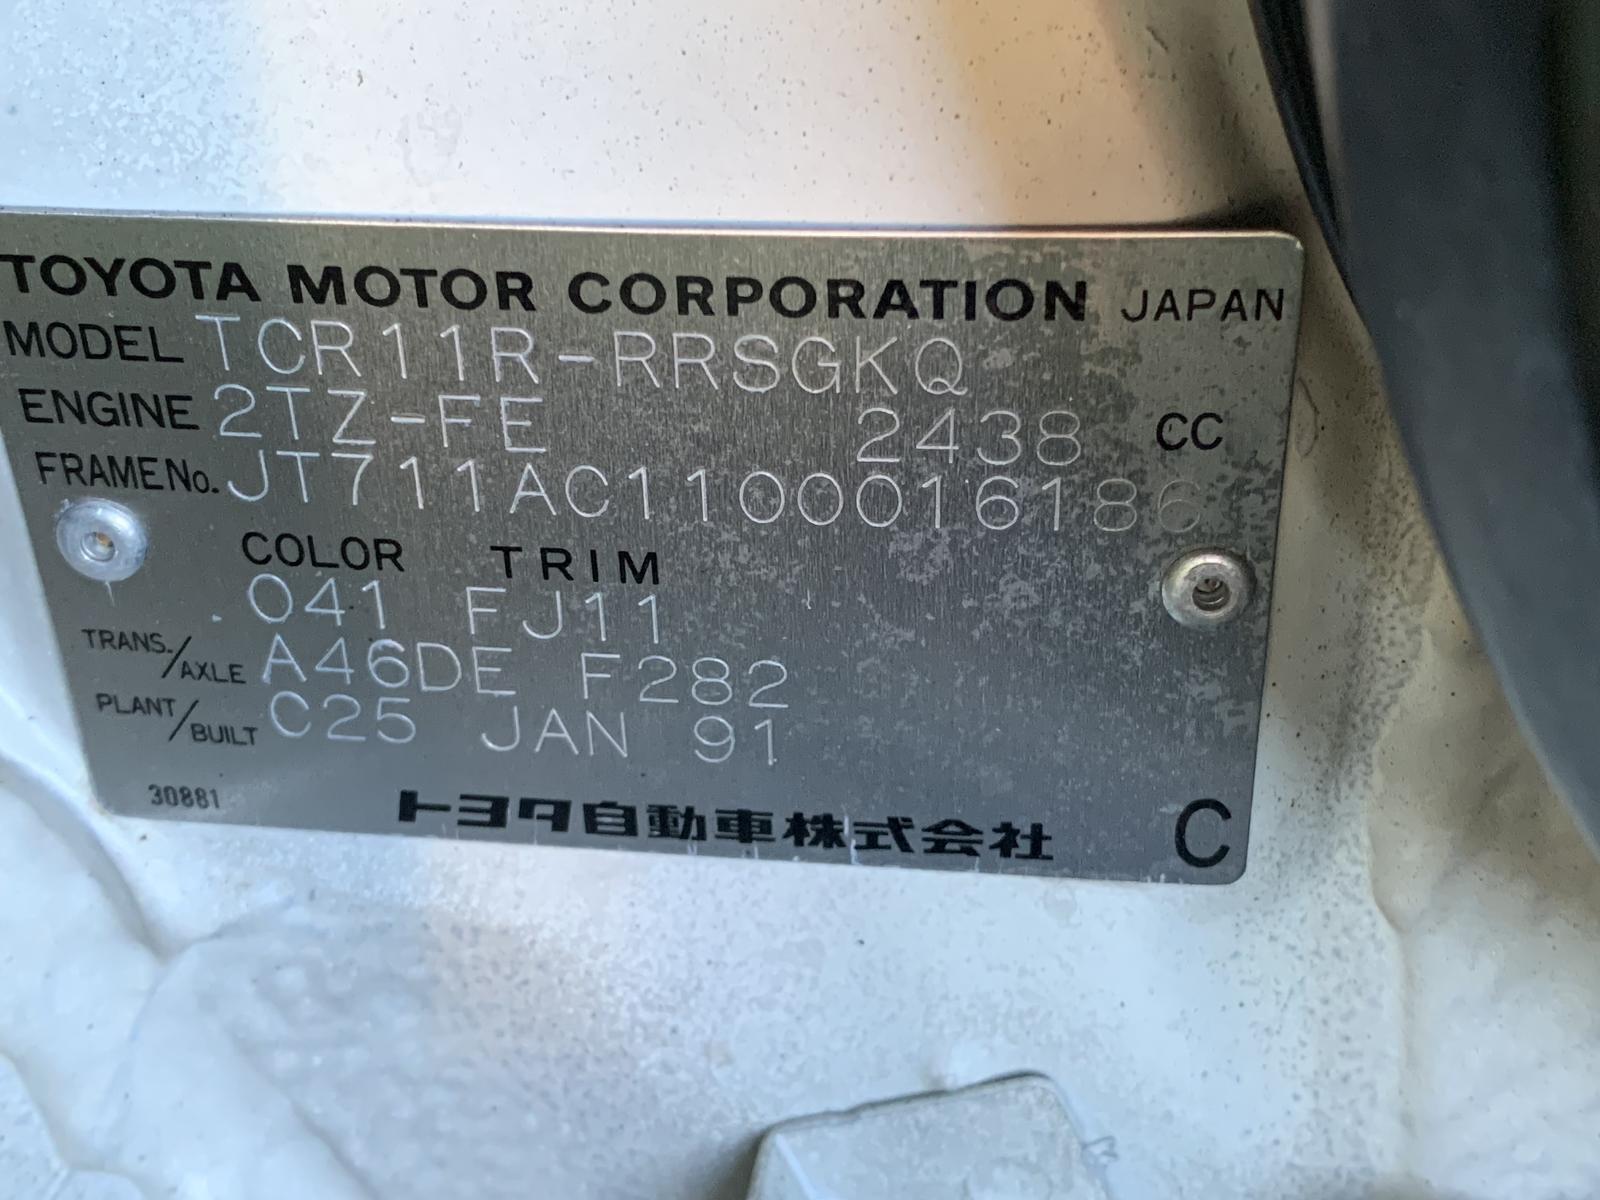 TOYOTA MOTOR CORPORATION JAPAN
MODEL TCR11R-RRSGKQ
ENGINE 2TZ-FE 2438 CC
FRAME No. JT711AC1100016186
COLOR TRIM
041 FJ11
TRANS./AXLE A46DE F282
PLANT/BUILT C25 JAN 91
30881 トヨタ自動車株式会社 C